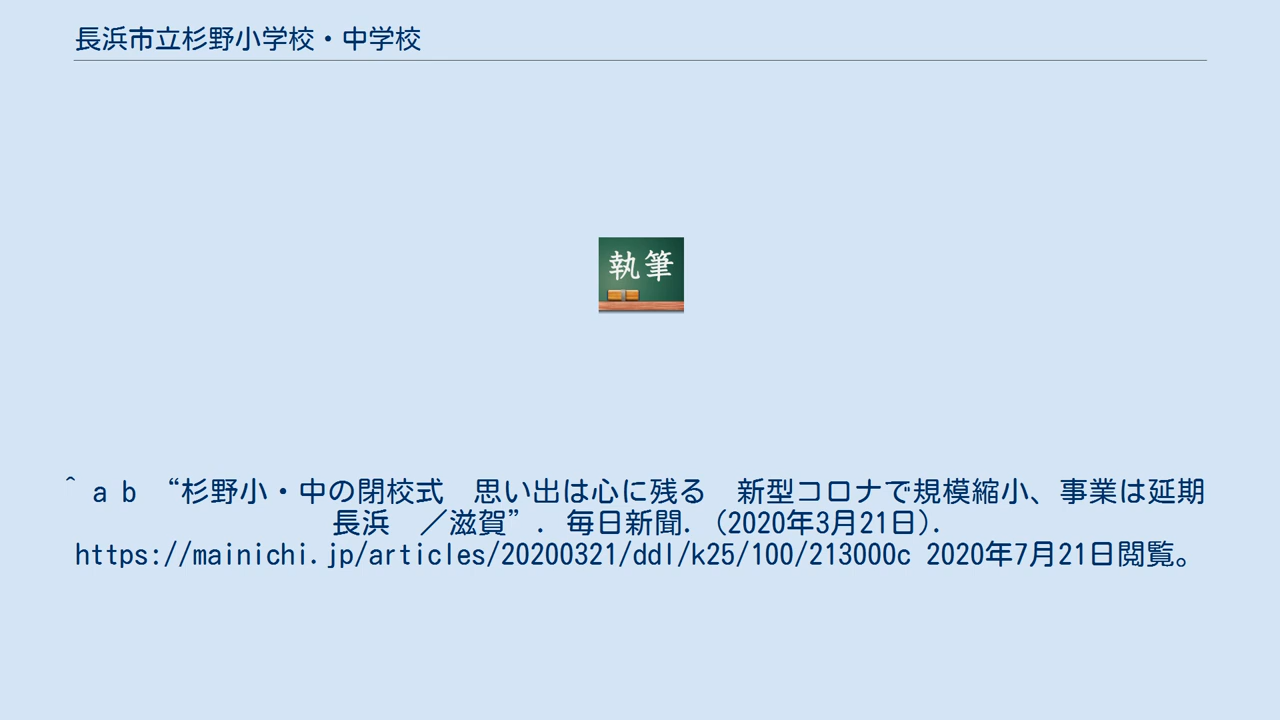 長浜市立杉野小学校・中学校
執筆
^ a b “杉野小・中の閉校式　思い出は心に残る　新型コロナで規模縮小、事業は延期
長浜　／滋賀”. 毎日新聞. (2020年3月21日).
https://mainichi.jp/articles/20200321/ddl/k25/100/213000c 2020年7月21日閲覧。